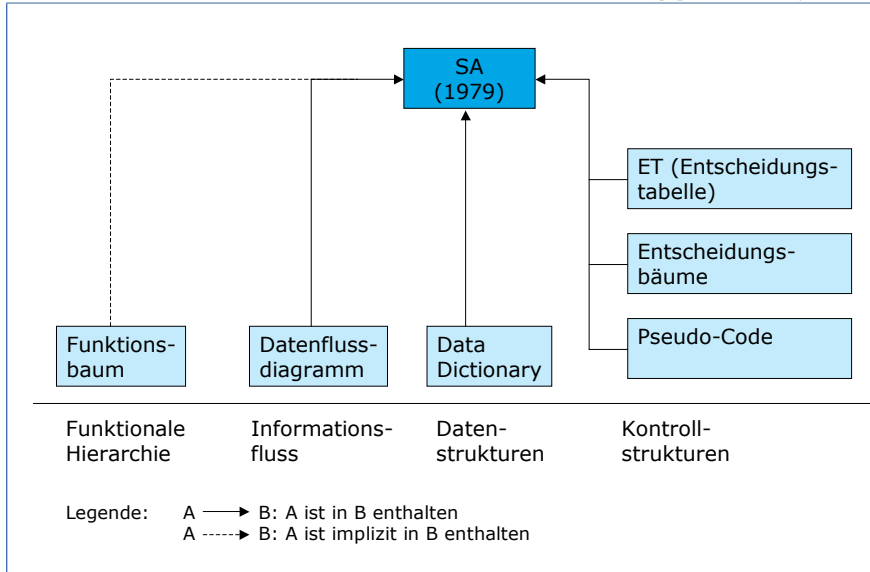 SA
(1979)
ET (Entscheidungs-
tabelle)
Entscheidungs-
bäume
Pseudo-Code
Funktions-
baum
Datenfluss-
diagramm
Data
Dictionary
Funktionale
Hierarchie
Informations-
fluss
Daten-
strukturen
Kontroll-
strukturen
Legende: A B: A ist in B enthalten
A B: A ist implizit in B enthalten